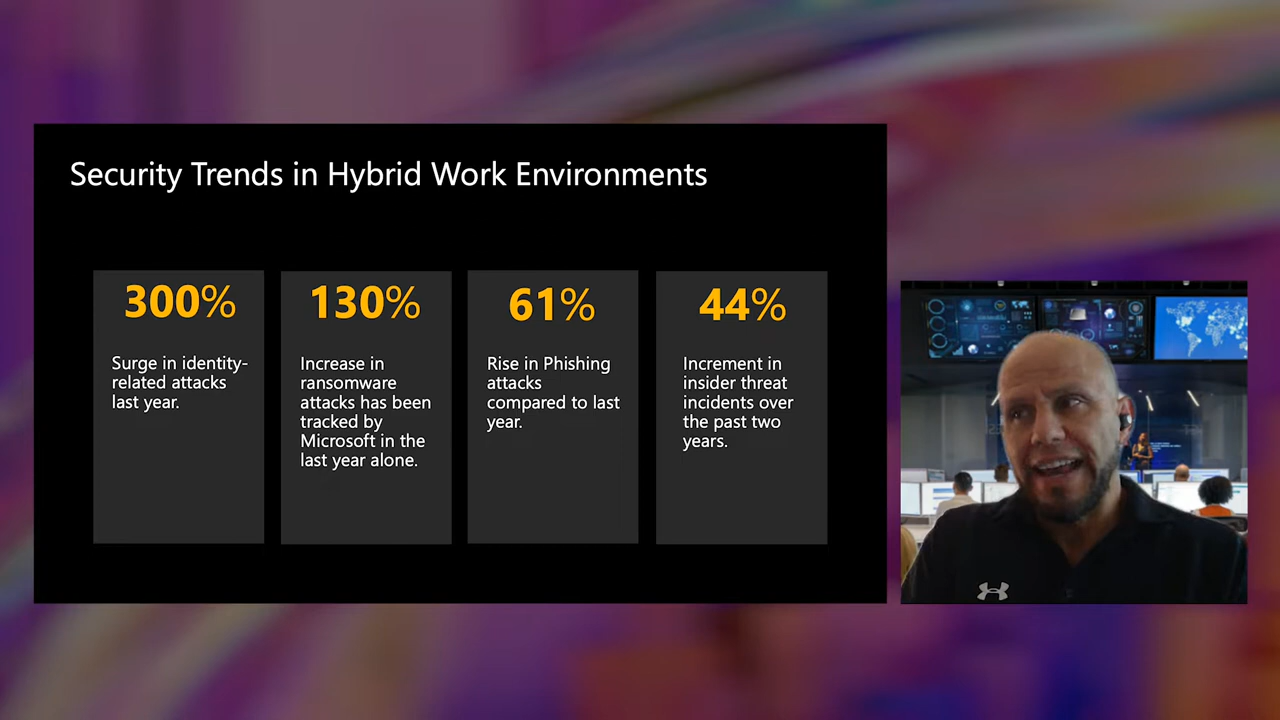 Security Trends in Hybrid Work Environments
300%
Surge in identity-
related attacks
last year.
130%
Increase in
ransomware
attacks has been
tracked by
Microsoft in the
last year alone.
61%
Rise in Phishing
attacks
compared to last
year.
44%
Increment in
insider threat
incidents over
the past two
years.